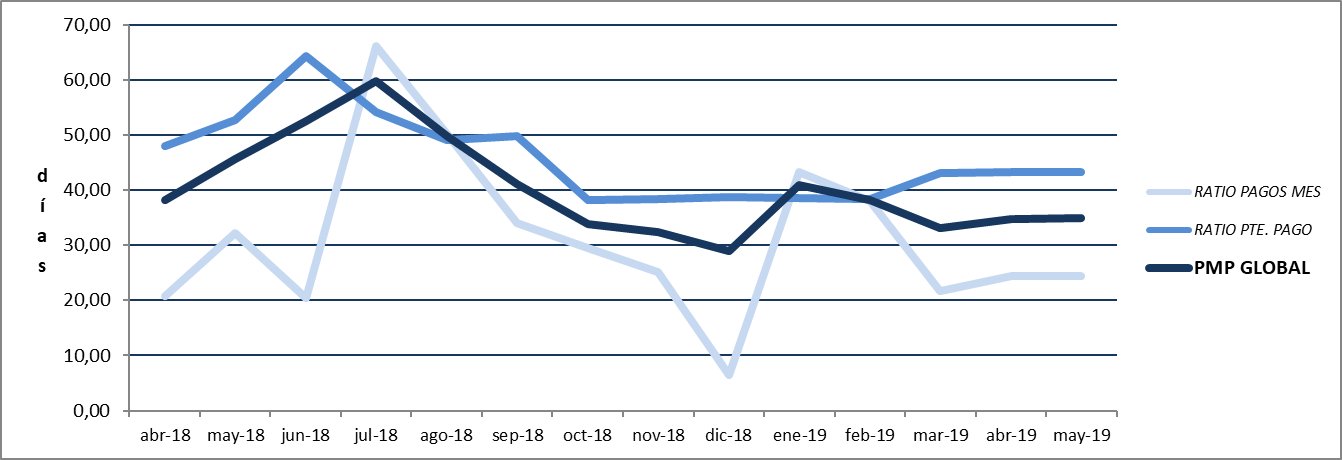 70,00
60,00
50,00
40,00
30,00
20,00
10,00
0,00
d
í
a
s
abr-18 may-18 jun-18 jul-18 ago-18 sep-18 oct-18 nov-18 dic-18 ene-19 feb-19 mar-19 abr-19 may-19
RATIO PAGOS MES
RATIO PTE. PAGO
PMP GLOBAL